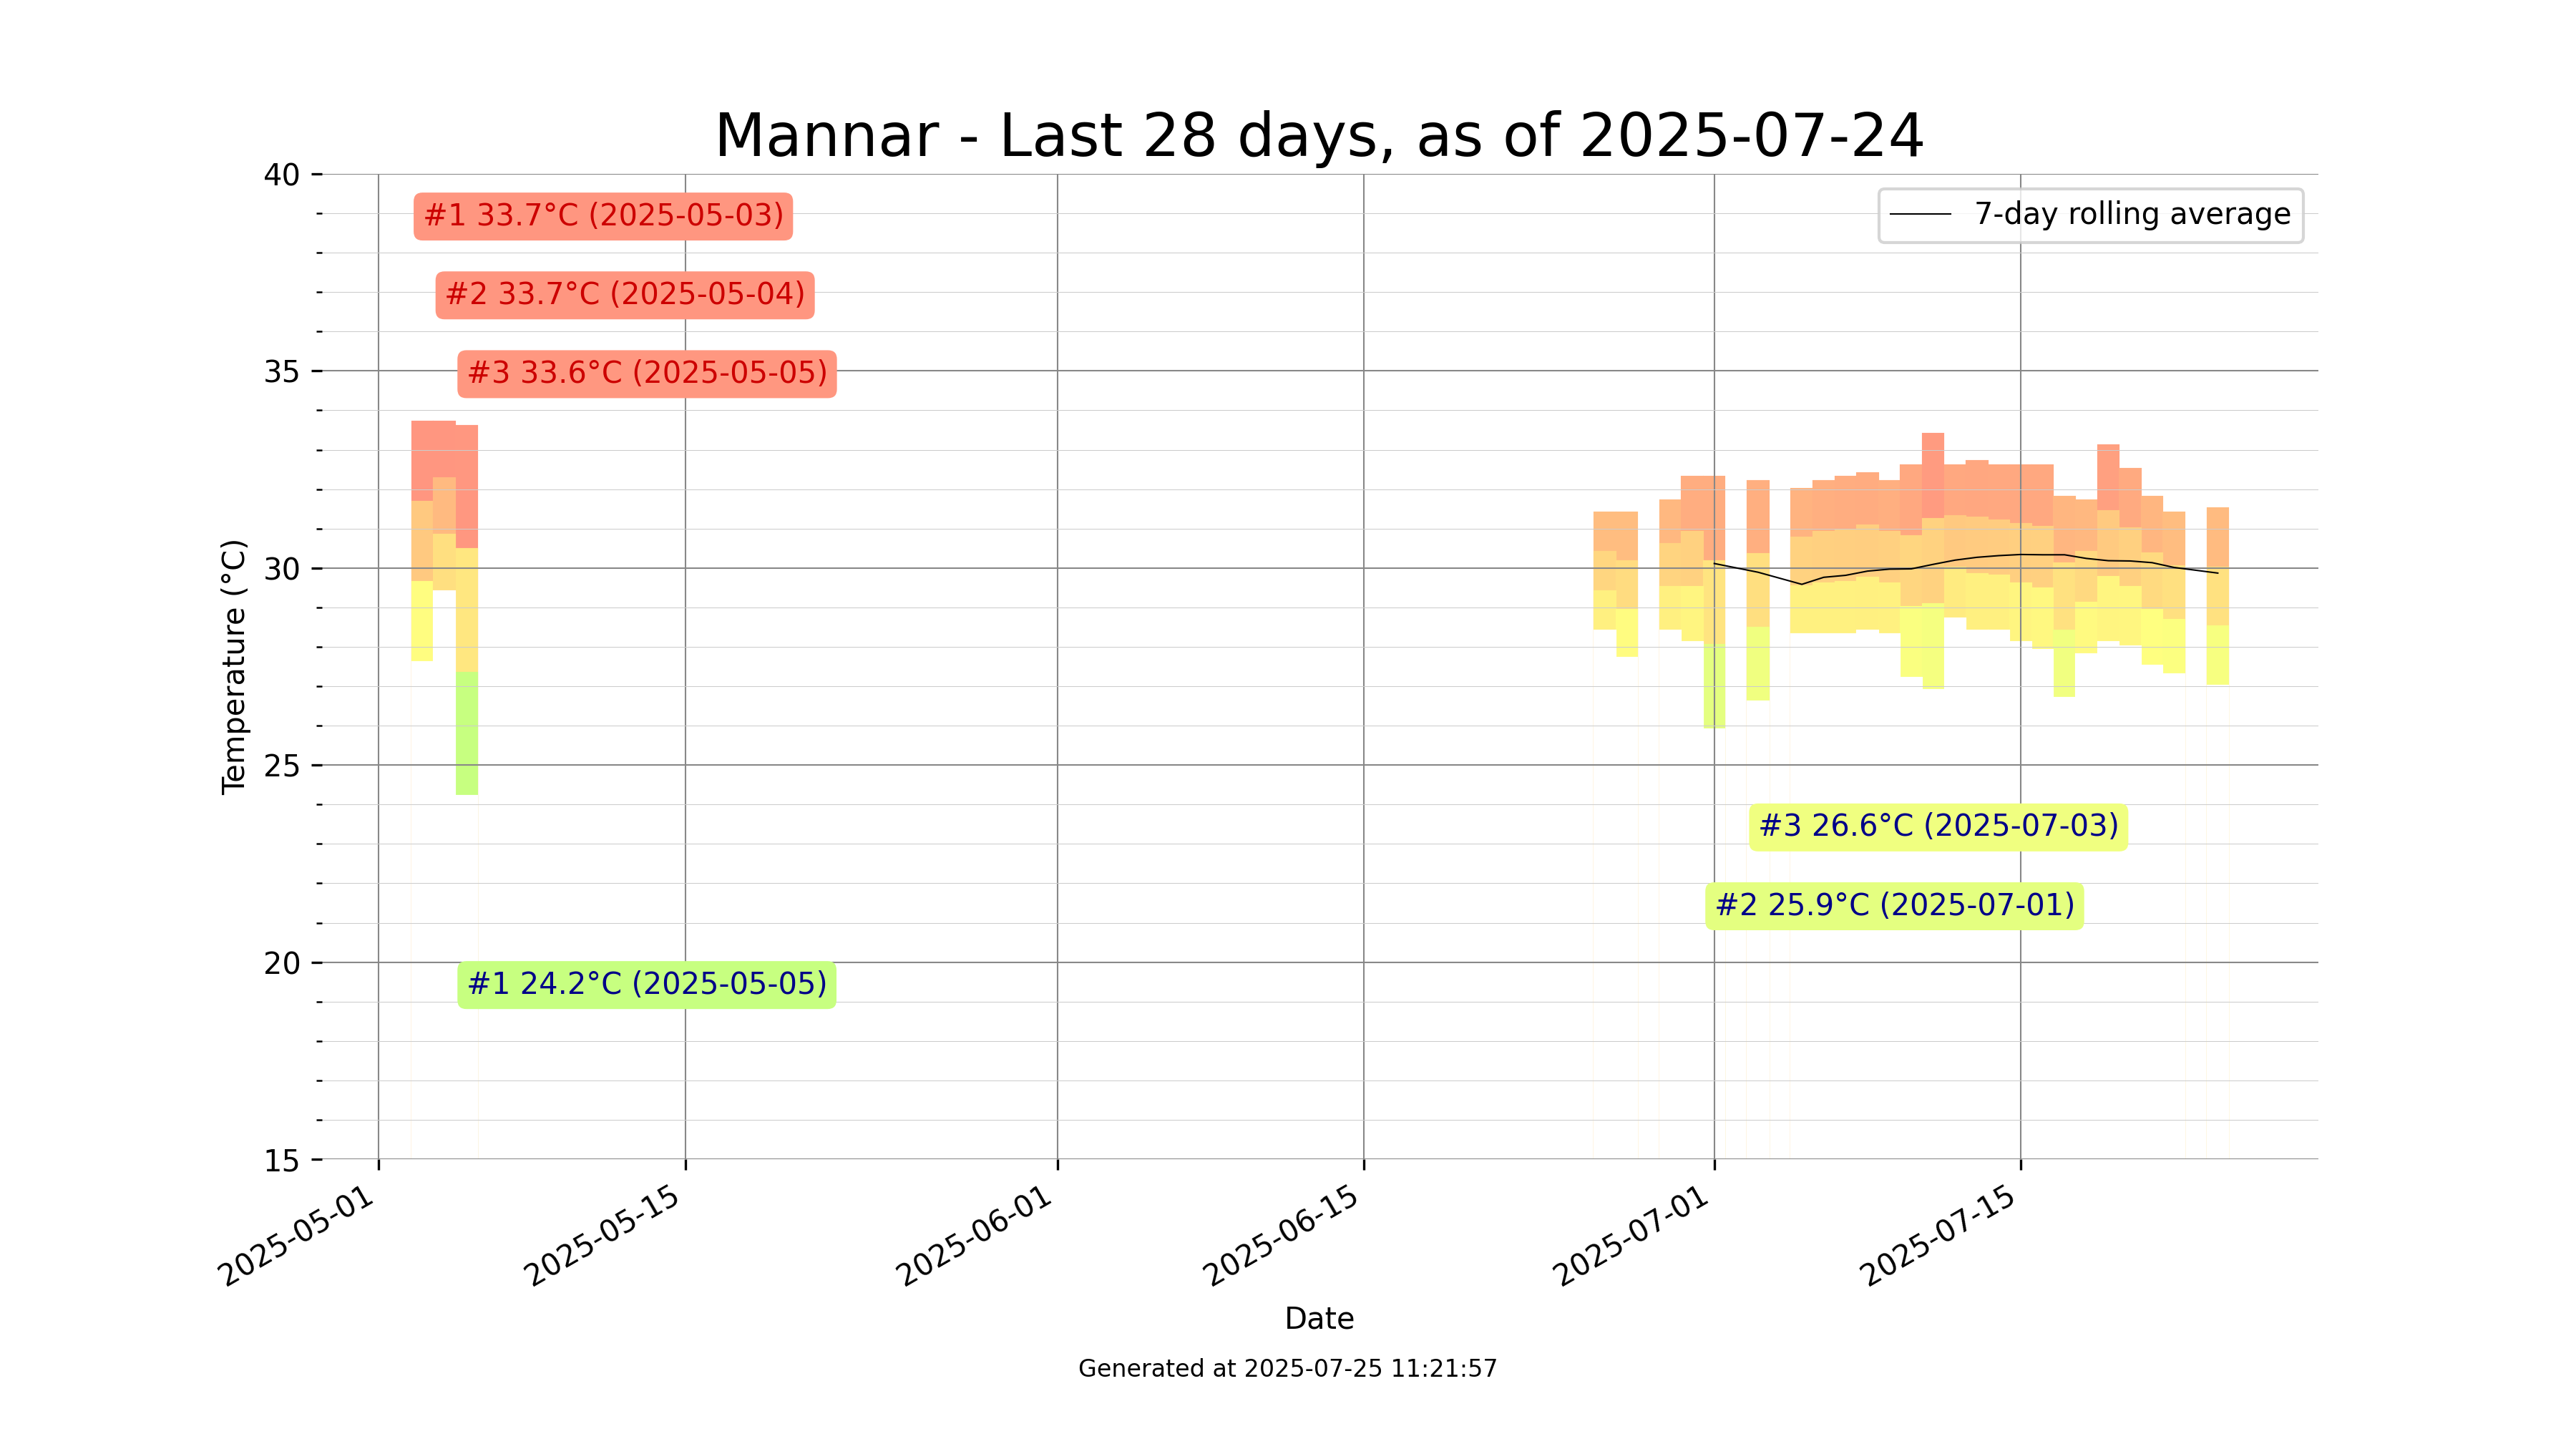 Mannar - Last 28 days, as of 2025-07-24
40
35
30
25
20
15
Temperature (°C)
#1 33.7°C (2025-05-03)
#2 33.7°C (2025-05-04)
#3 33.6°C (2025-05-05)
7-day rolling average
#3 26.6°C (2025-07-03)
#2 25.9°C (2025-07-01)
#1 24.2°C (2025-05-05)
2025-05-01
2025-05-15
2025-06-01
2025-06-15
2025-07-01
2025-07-15
Date
Generated at 2025-07-25 11:21:57